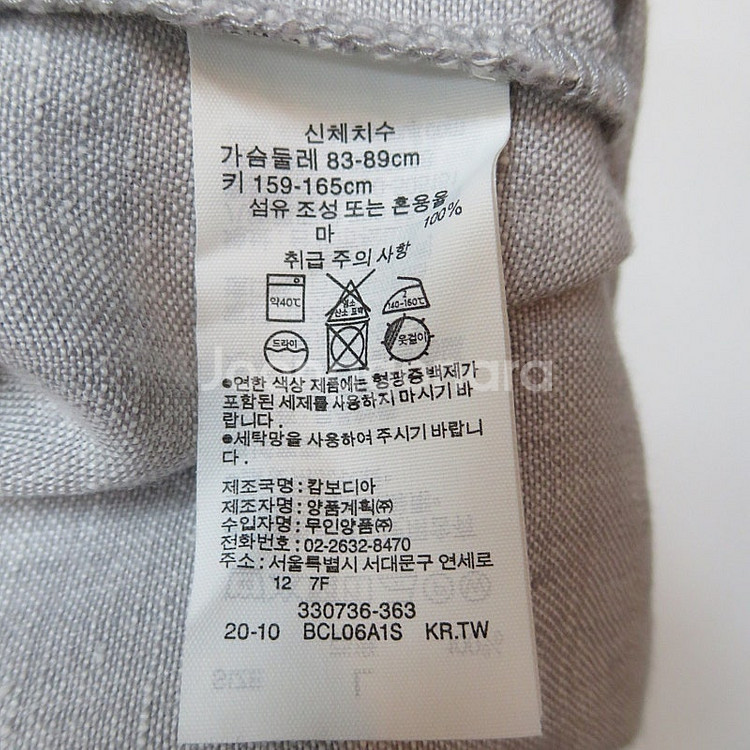 신체치수
가슴둘레 83-89cm
키 159-165cm
섬유 조성 또는 혼용율
마 100%
취급 주의 사항
약40℃
염소
산소 표백
2
140-160℃
드라이
옷걸이
●연한 색상 제품에는 형광증백제가
포함된 세제를 사용하지 마시기 바
랍니다.
●세탁망을 사용하여 주시기 바랍니
다.
제조국명:캄보디아
제조자명:양품계획㈜
수입자명:무인양품㈜
전화번호:02-2632-8470
주소:서울특별시 서대문구 연세로
12 7F
330736-363
20-10 BCL06A1S KR.TW